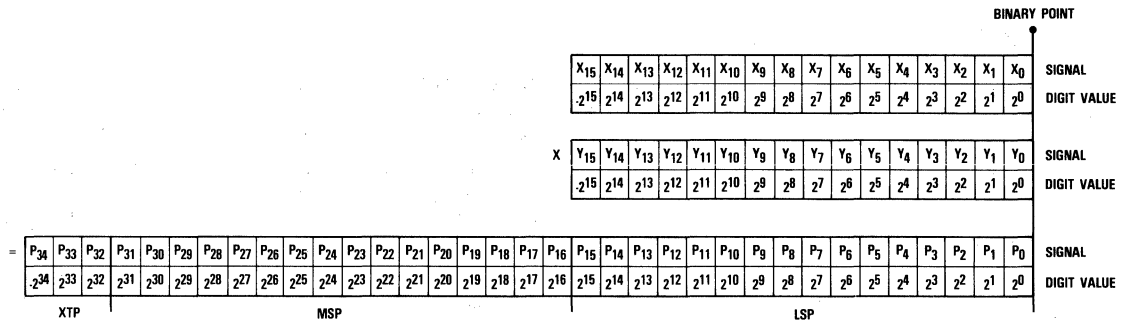 BINARY POINT
X15 X14 X13 X12 X11 X10 X9 X8 X7 X6 X5 X4 X3 X2 X1 X0 SIGNAL
-2^15 2^14 2^13 2^12 2^11 2^10 2^9 2^8 2^7 2^6 2^5 2^4 2^3 2^2 2^1 2^0 DIGIT VALUE
X Y15 Y14 Y13 Y12 Y11 Y10 Y9 Y8 Y7 Y6 Y5 Y4 Y3 Y2 Y1 Y0 SIGNAL
-2^15 2^14 2^13 2^12 2^11 2^10 2^9 2^8 2^7 2^6 2^5 2^4 2^3 2^2 2^1 2^0 DIGIT VALUE
= P34 P33 P32 P31 P30 P29 P28 P27 P26 P25 P24 P23 P22 P21 P20 P19 P18 P17 P16 P15 P14 P13 P12 P11 P10 P9 P8 P7 P6 P5 P4 P3 P2 P1 P0 SIGNAL
-2^34 2^33 2^32 2^31 2^30 2^29 2^28 2^27 2^26 2^25 2^24 2^23 2^22 2^21 2^20 2^19 2^18 2^17 2^16 2^15 2^14 2^13 2^12 2^11 2^10 2^9 2^8 2^7 2^6 2^5 2^4 2^3 2^2 2^1 2^0 DIGIT VALUE
XTP MSP LSP